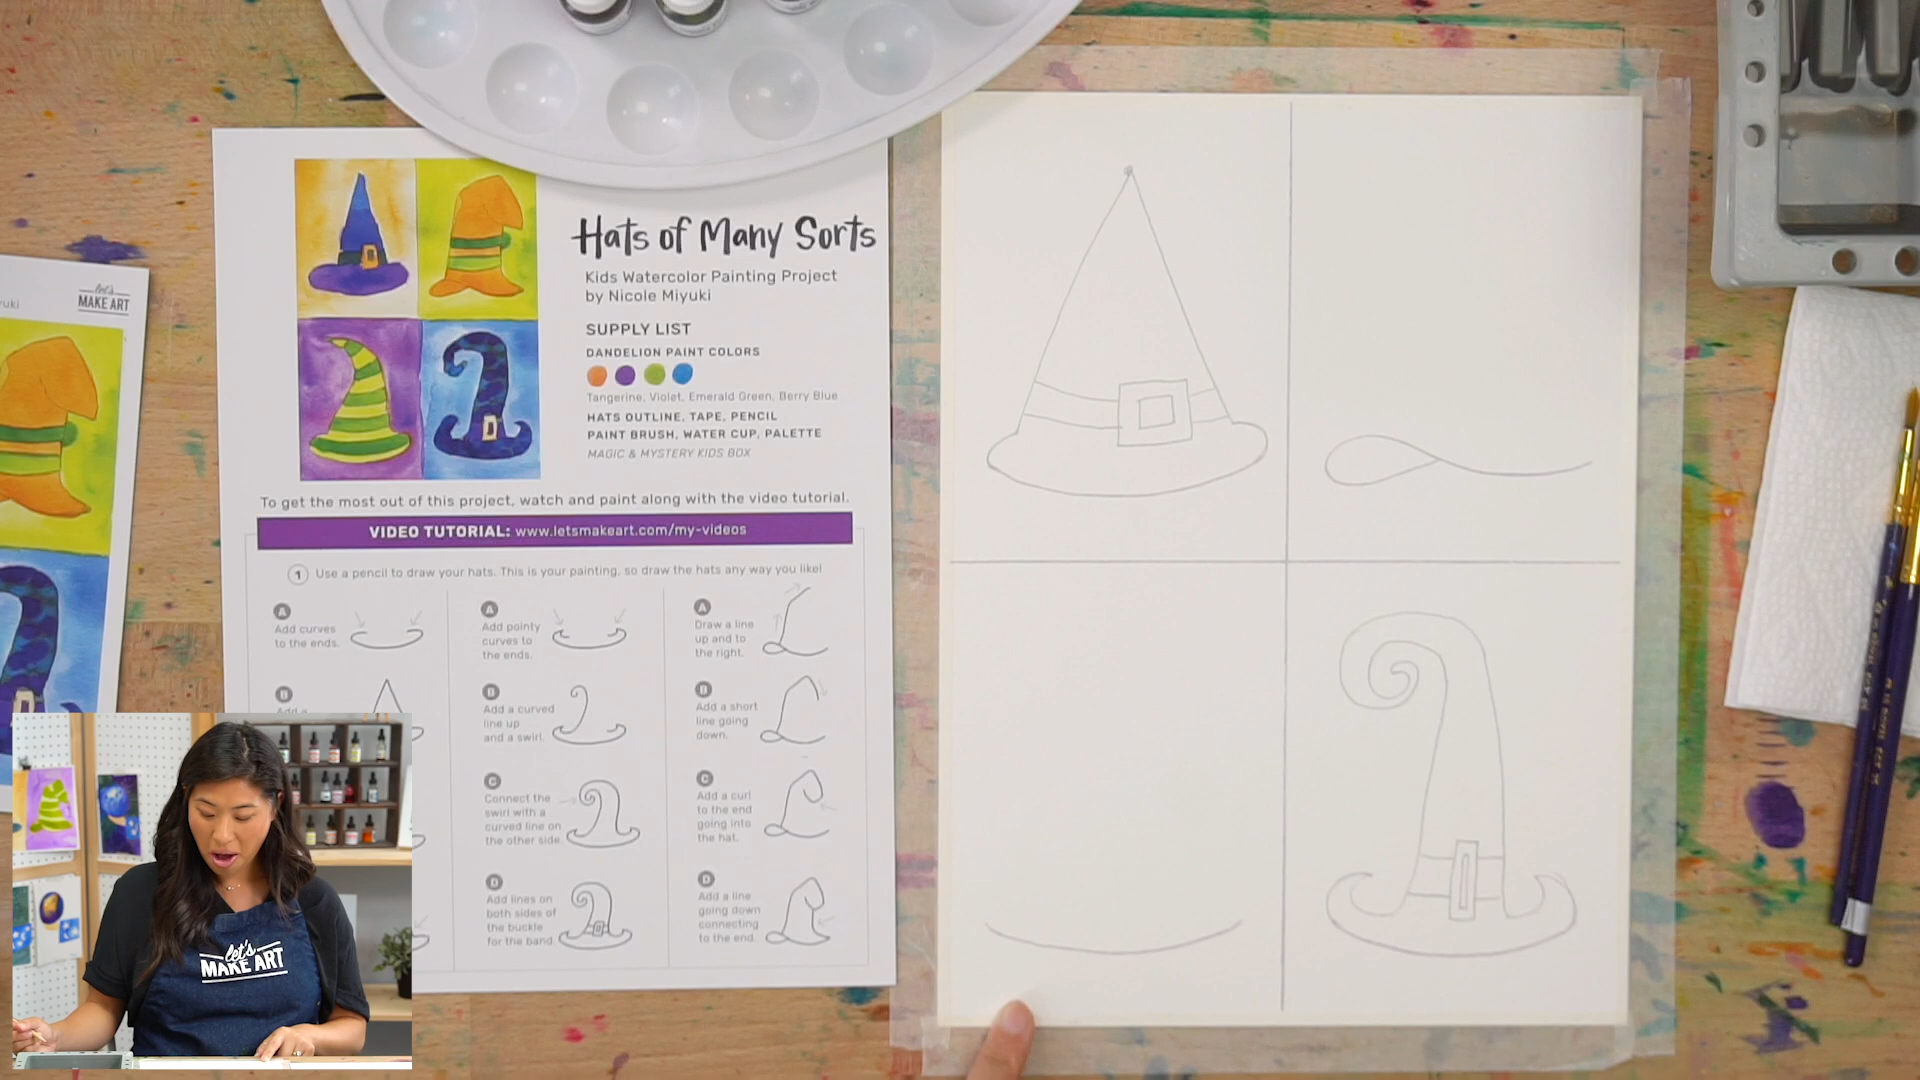 Hats of Many Sorts
Kids Watercolor Painting Project
by Nicole Miyuki
SUPPLY LIST
DANDELION PAINT COLORS
Tangerine, Violet, Emerald Green, Berry Blue
HATS OUTLINE, TAPE, PENCIL
PAINT BRUSH, WATER CUP, PALETTE
MAGIC & MYSTERY KIDS BOX
To get the most out of this project, watch and paint along with the video tutorial.
VIDEO TUTORIAL: www.letsmakeart.com/my-videos
1 Use a pencil to draw your hats. This is your painting, so draw the hats any way you like!
A
Add curves
to the ends.
B
Add a
A
Add pointy
curves to
the ends.
B
Add a curved
line up
and a swirl.
C
Connect the
swirl with a
curved line on
the other side.
D
Add lines on
both sides of
the buckle
for the band.
A
Draw a line
up and to
the right.
B
Add a short
line going
down.
C
Add a curl
to the end
going into
the hat.
D
Add a line
going down
connecting
to the end.
let's
MAKE ART
let's
MAKE ART